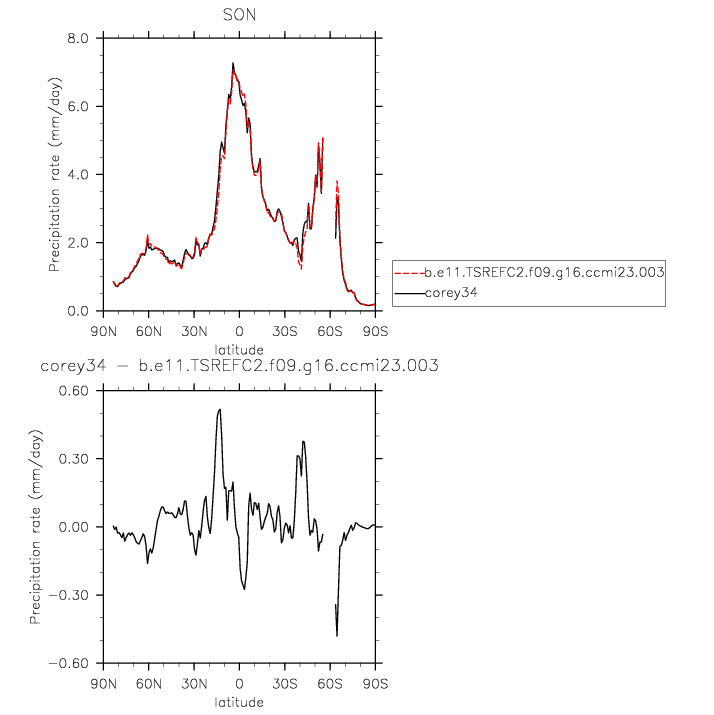 SON
8.0
6.0
4.0
2.0
0.0
Precipitation rate (mm/day)
90N 60N 30N 0 30S 60S 90S
latitude
b.e11.TSREFC2.f09.g16.ccmi23.003
corey34
corey34 − b.e11.TSREFC2.f09.g16.ccmi23.003
0.60
0.30
0.00
−0.30
−0.60
Precipitation rate (mm/day)
90N 60N 30N 0 30S 60S 90S
latitude